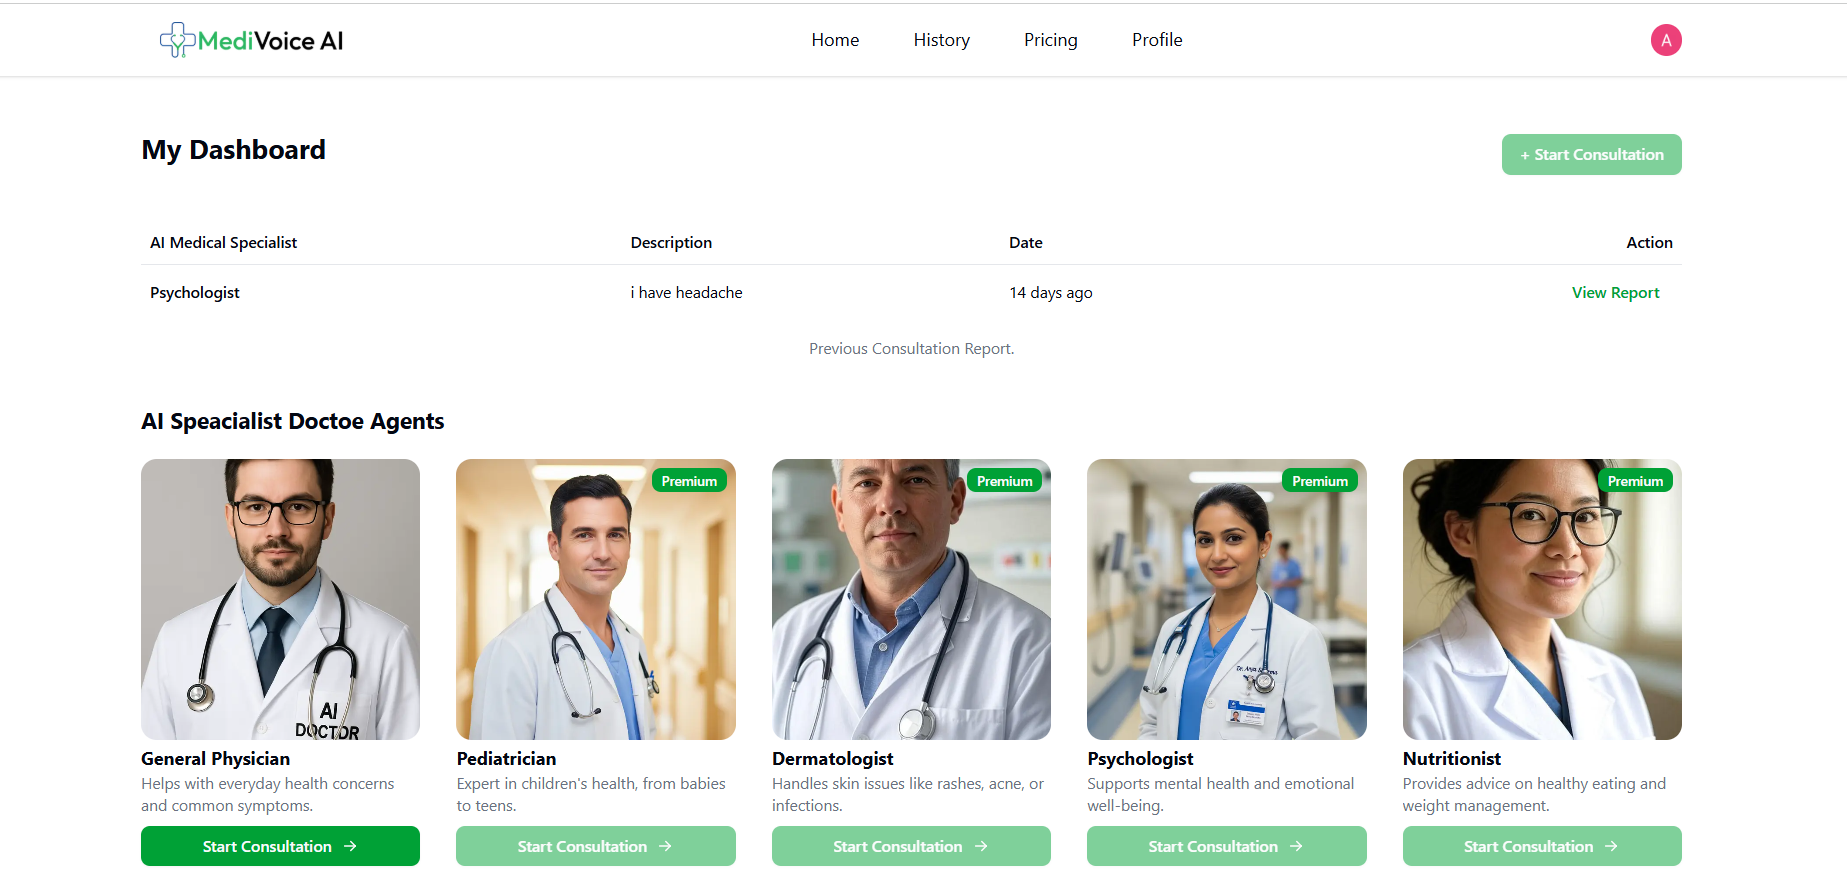 MediVoice AI
Home
History
Pricing
Profile
A
My Dashboard
+ Start Consultation
AI Medical Specialist
Description
Date
Action
Psychologist
i have headache
14 days ago
View Report
Previous Consultation Report.
AI Speacialist Doctoe Agents
AI
DOCTOR
Premium
Premium
Dr.
Premium
Premium
General Physician
Helps with everyday health concerns
and common symptoms.
Start Consultation →
Pediatrician
Expert in children's health, from babies
to teens.
Start Consultation →
Dermatologist
Handles skin issues like rashes, acne, or
infections.
Start Consultation →
Psychologist
Supports mental health and emotional
well-being.
Start Consultation →
Nutritionist
Provides advice on healthy eating and
weight management.
Start Consultation →